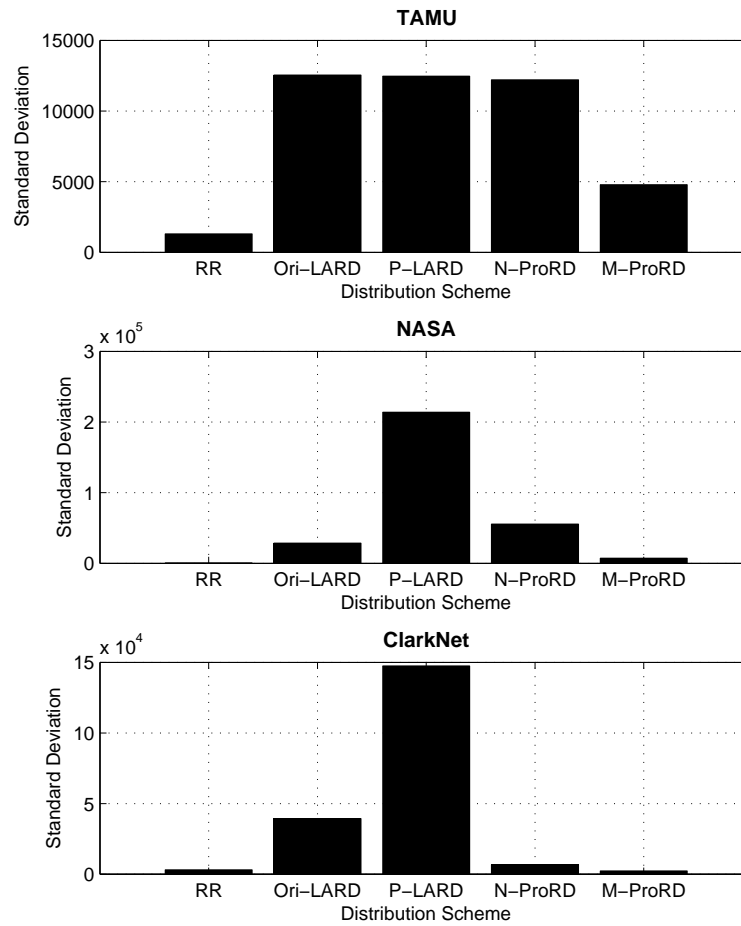 TAMU
15000
10000
5000
0
Standard Deviation
RR Ori−LARD P−LARD N−ProRD M−ProRD
Distribution Scheme
x 10^5
NASA
3
2
1
0
Standard Deviation
RR Ori−LARD P−LARD N−ProRD M−ProRD
Distribution Scheme
x 10^4
ClarkNet
15
10
5
0
Standard Deviation
RR Ori−LARD P−LARD N−ProRD M−ProRD
Distribution Scheme